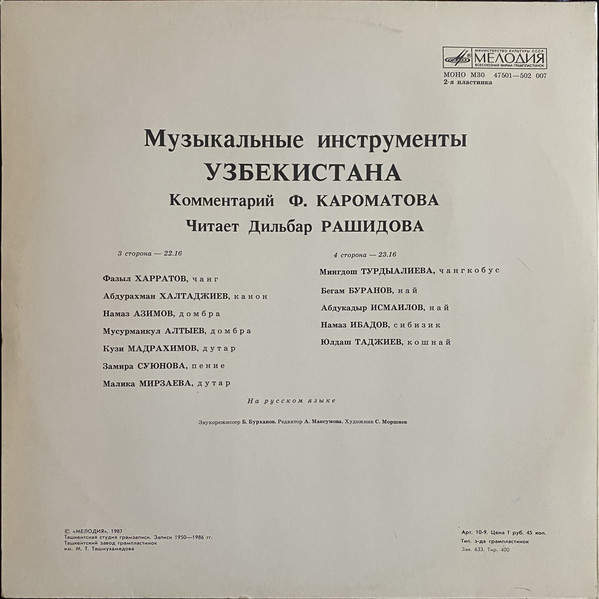 МИНИСТЕРСТВО КУЛЬТУРЫ СССР
МЕЛОДИЯ
ВСЕСОЮЗНАЯ ФИРМА ГРАМПЛАСТИНОК
МОНО М30 47501—502 007
2-я пластинка
Музыкальные инструменты
УЗБЕКИСТАНА
Комментарий Ф. КАРОМАТОВА
Читает Дильбар РАШИДОВА
3 сторона — 22.16
Фазыл ХАРРАТОВ, чанг
Абдурахман ХАЛТАДЖИЕВ, канон
Намаз АЗИМОВ, домбра
Мусурманкул АЛТЫЕВ, домбра
Кузи МАДРАХИМОВ, дутар
Замира СУЮНОВА, пение
Малика МИРЗАЕВА, дутар
4 сторона — 23.16
Мингдош ТУРДЫАЛИЕВА, чангкобус
Бегам БУРАНОВ, най
Абдукадыр ИСМАИЛОВ, най
Намаз ИБАДОВ, сибизик
Юлдаш ТАДЖИЕВ, кошнай
На русском языке
Звукорежиссер Б. Бурханов. Редактор А. Максумова. Художник С. Моршнев
© «МЕЛОДИЯ», 1987
Ташкентская студия грамзаписи. Записи 1950—1986 гг.
Ташкентский завод грампластинок
им. М. Т. Ташмухамедова
Арт. 10-9. Цена 1 руб. 45 коп.
Тип. з-да грампластинок
Зак. 633. Тир. 400